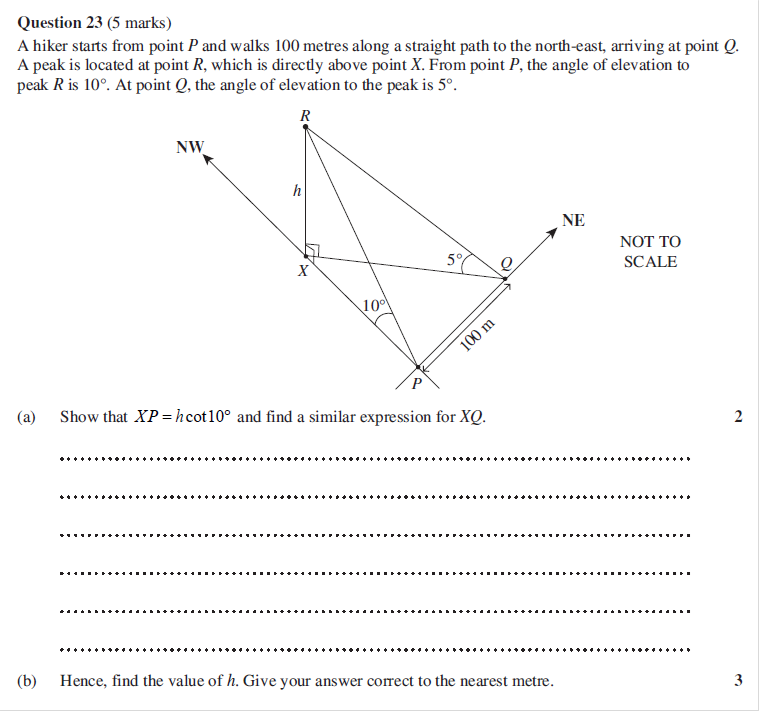 Question 23 (5 marks)
A hiker starts from point P and walks 100 metres along a straight path to the north-east, arriving at point Q.
A peak is located at point R, which is directly above point X. From point P, the angle of elevation to
peak R is 10°. At point Q, the angle of elevation to the peak is 5°.
R
NW
h
NE
NOT TO
SCALE
5°
Q
X
10°
100 m
P
(a) Show that XP = h cot10° and find a similar expression for XQ. 2
(b) Hence, find the value of h. Give your answer correct to the nearest metre. 3